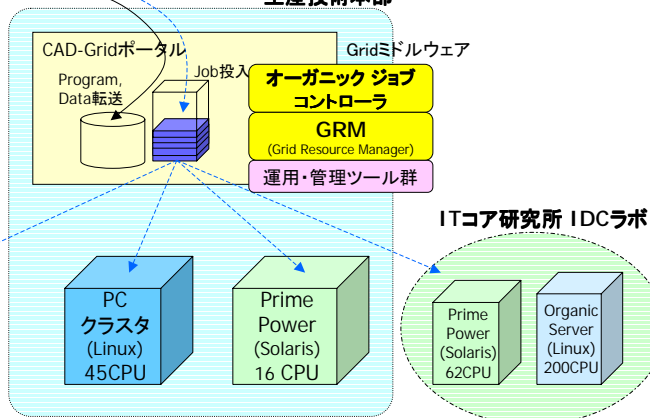 生産技術本部
CAD-Gridポータル
Gridミドルウェア
Program,
Data転送
Job投入
オーガニック ジョブ
コントローラ
GRM
(Grid Resource Manager)
運用・管理ツール群
ITコア研究所 IDCラボ
PC
クラスタ
(Linux)
45CPU
Prime
Power
(Solaris)
16 CPU
Prime
Power
(Solaris)
62CPU
Organic
Server
(Linux)
200CPU